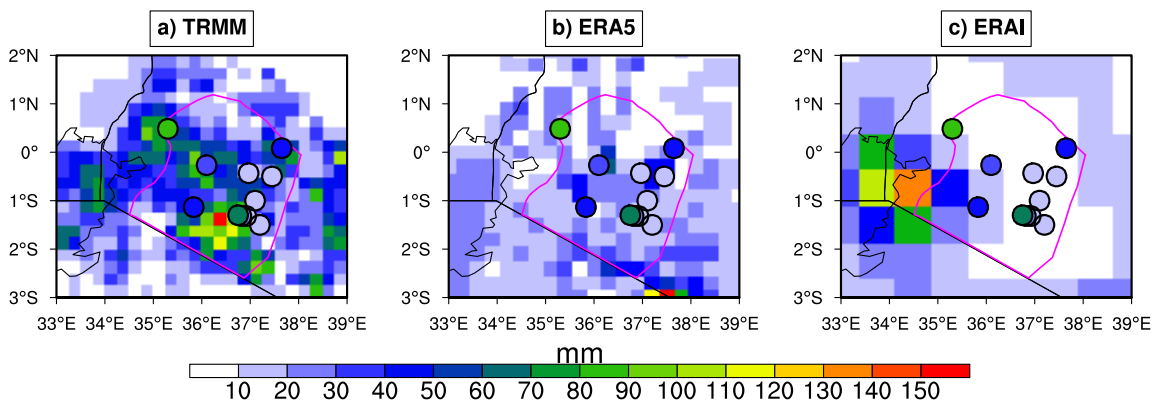 a) TRMM b) ERA5 c) ERAI
2°N 2°N 2°N
1°N 1°N 1°N
0° 0° 0°
1°S 1°S 1°S
2°S 2°S 2°S
3°S 3°S 3°S
33°E 34°E 35°E 36°E 37°E 38°E 39°E 33°E 34°E 35°E 36°E 37°E 38°E 39°E 33°E 34°E 35°E 36°E 37°E 38°E 39°E
mm
10 20 30 40 50 60 70 80 90 100 110 120 130 140 150